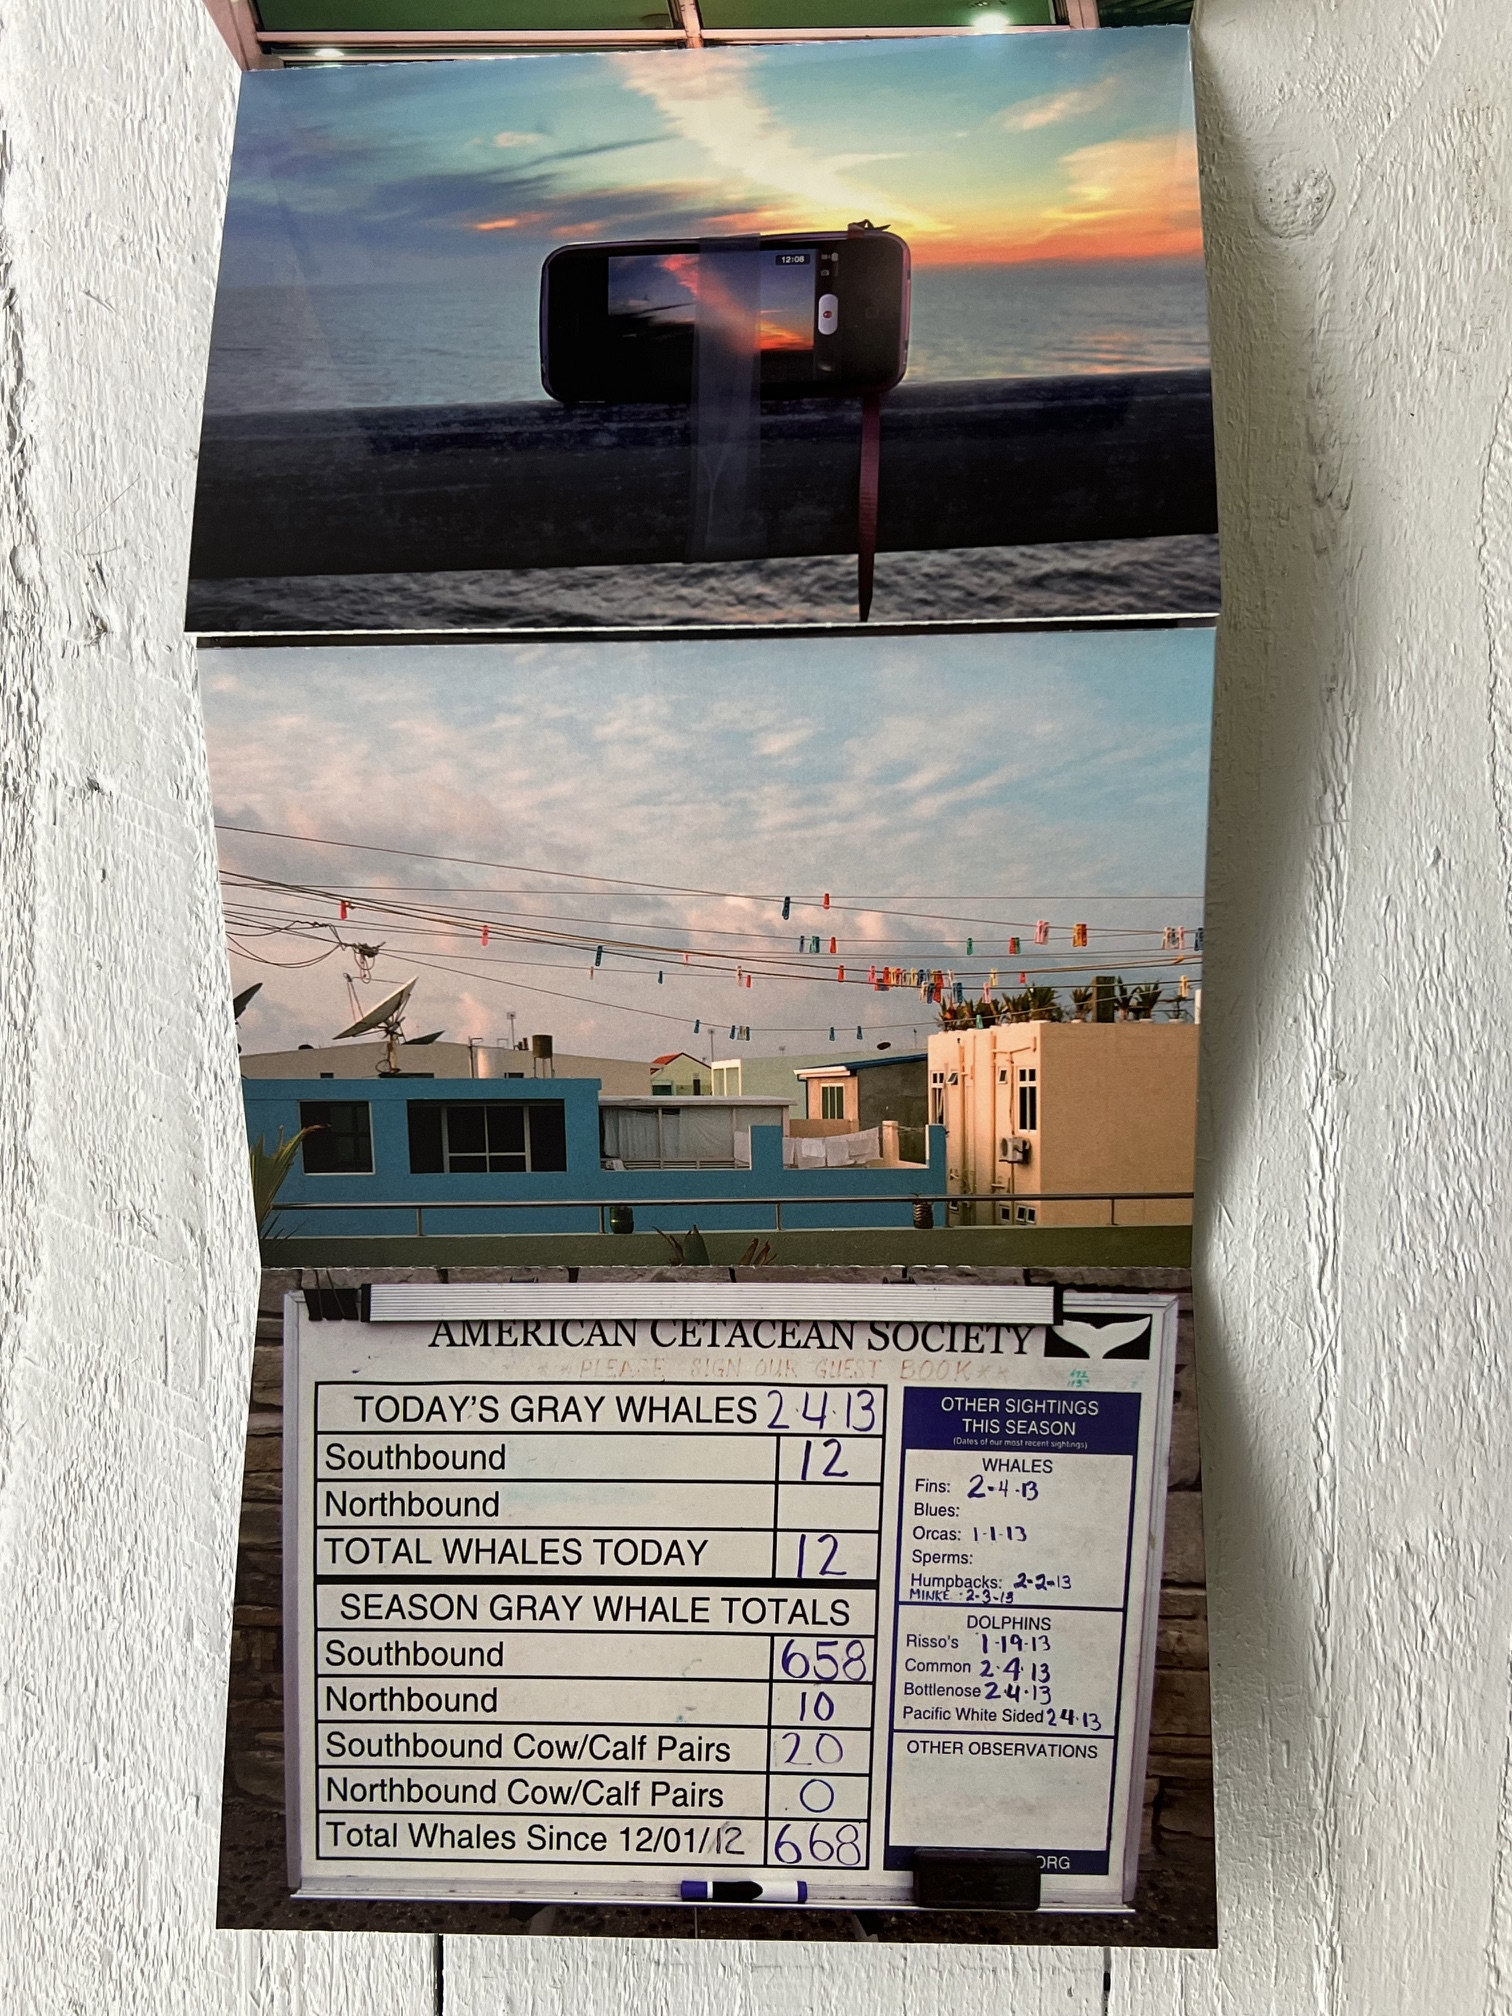 12:08
AMERICAN CETACEAN SOCIETY
**PLEASE SIGN OUR GUEST BOOK**
TODAY'S GRAY WHALES 2.4.13
Southbound 12
Northbound
TOTAL WHALES TODAY 12
SEASON GRAY WHALE TOTALS
Southbound 658
Northbound 10
Southbound Cow/Calf Pairs 20
Northbound Cow/Calf Pairs 0
Total Whales Since 12/01/12 668
OTHER SIGHTINGS
THIS SEASON
(Dates of our most recent sightings)
WHALES
Fins: 2-4-13
Blues:
Orcas: 1-1-13
Sperms:
Humpbacks: 2-2-13
MINKE: 2-3-13
DOLPHINS
Risso's 1-19-13
Common 2.4.13
Bottlenose 2.4.13
Pacific White Sided 2 4.13
OTHER OBSERVATIONS
ORG